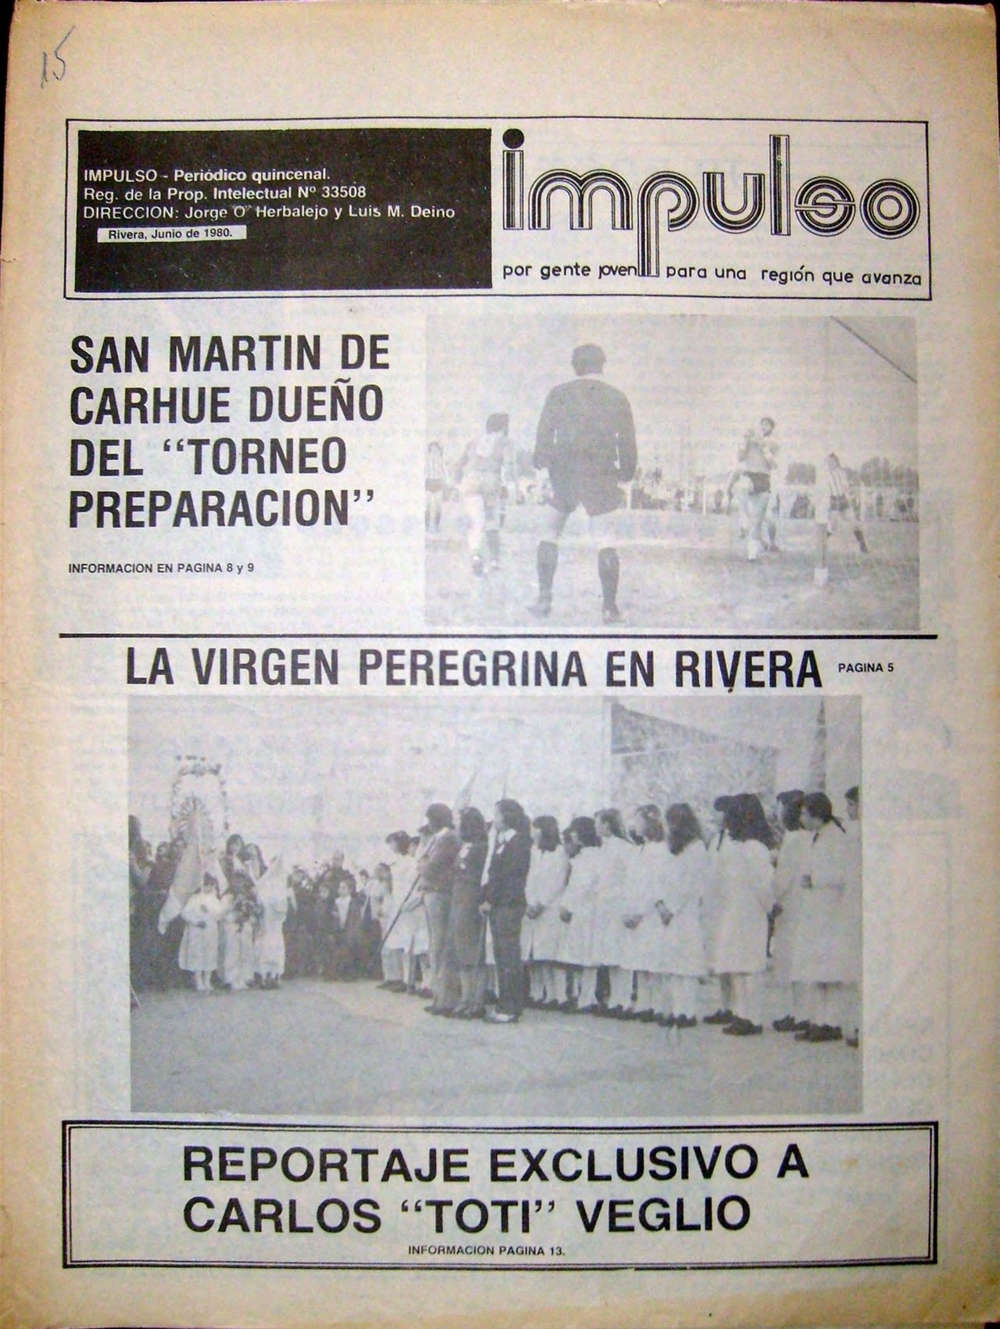 15
IMPULSO - Periódico quincenal.
Reg. de la Prop. Intelectual Nº 33508
DIRECCION: Jorge O' Herbalejo y Luis M. Deino
Rivera, Junio de 1980.
impulso
por gente joven para una región que avanza
SAN MARTIN DE
CARHUE DUEÑO
DEL “TORNEO
PREPARACION”
INFORMACION EN PAGINA 8 y 9
LA VIRGEN PEREGRINA EN RIVERA PAGINA 5
REPORTAJE EXCLUSIVO A
CARLOS “TOTI” VEGLIO
INFORMACION PAGINA 13.